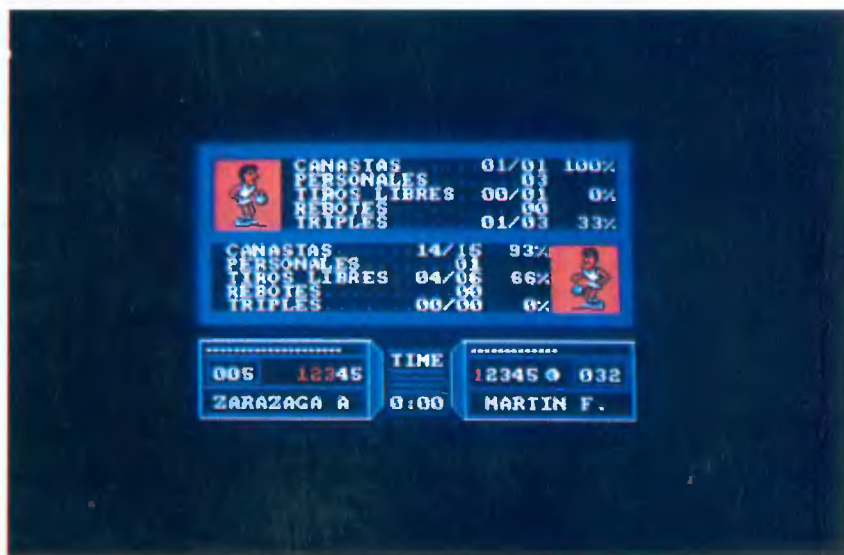 CANASTAS 01/01 100%
PERSONALES 03
TIROS LIBRES 00/01 0%
REBOTES 00
TRIPLES 01/03 33%
CANASTAS 14/15 93%
PERSONALES 01
TIROS LIBRES 04/06 66%
REBOTES 00
TRIPLES 00/00 0%
005 12345 TIME 12345 032
ZARAZAGA A 0:00 MARTIN F.